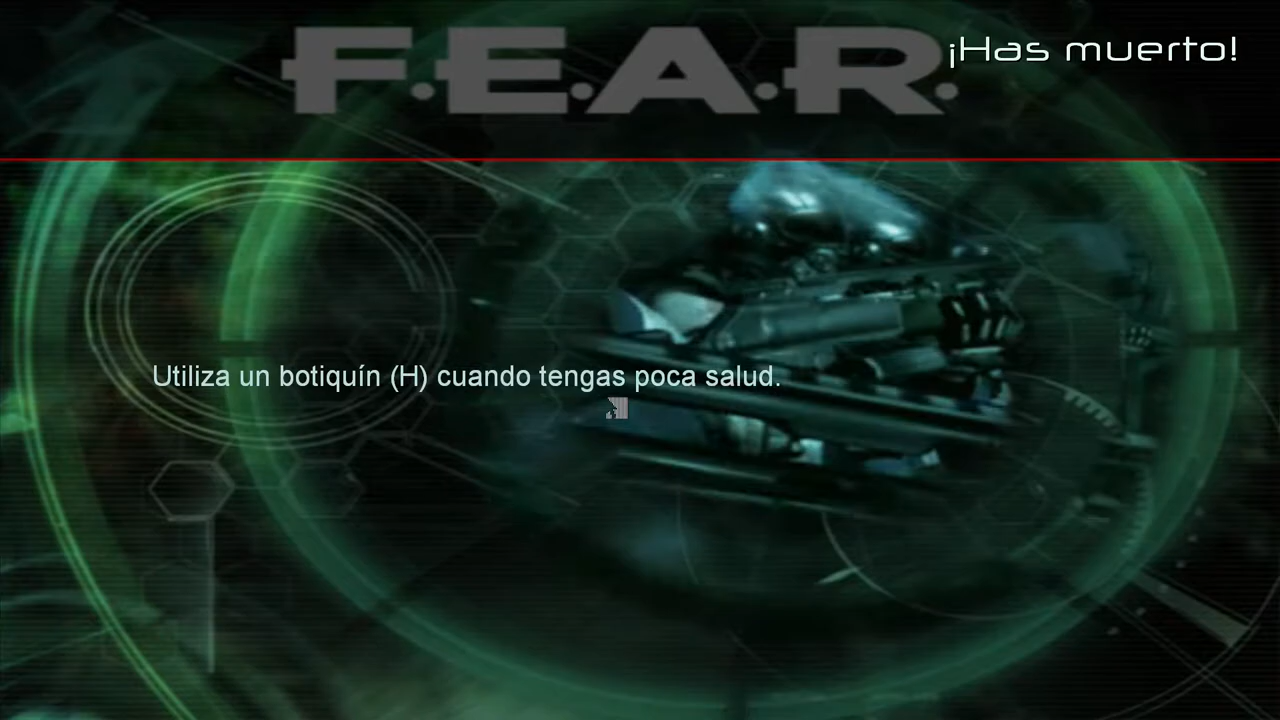 F.E.A.R.
¡Has muerto!
Utiliza un botiquín (H) cuando tengas poca salud.